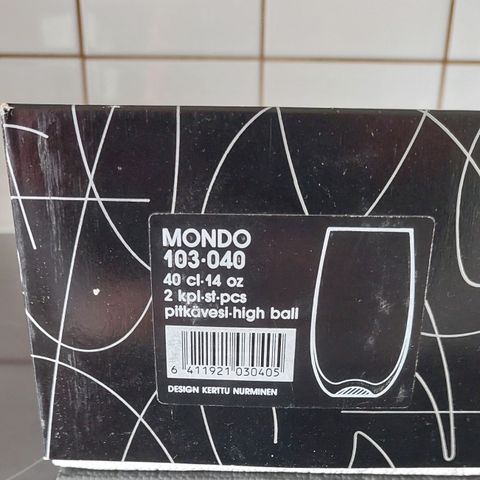 MONDO
103·040
40 cl·14 oz
2 kpl·st·pcs
pitkävesi·high ball
6 411921 030405
DESIGN KERTTU NURMINEN